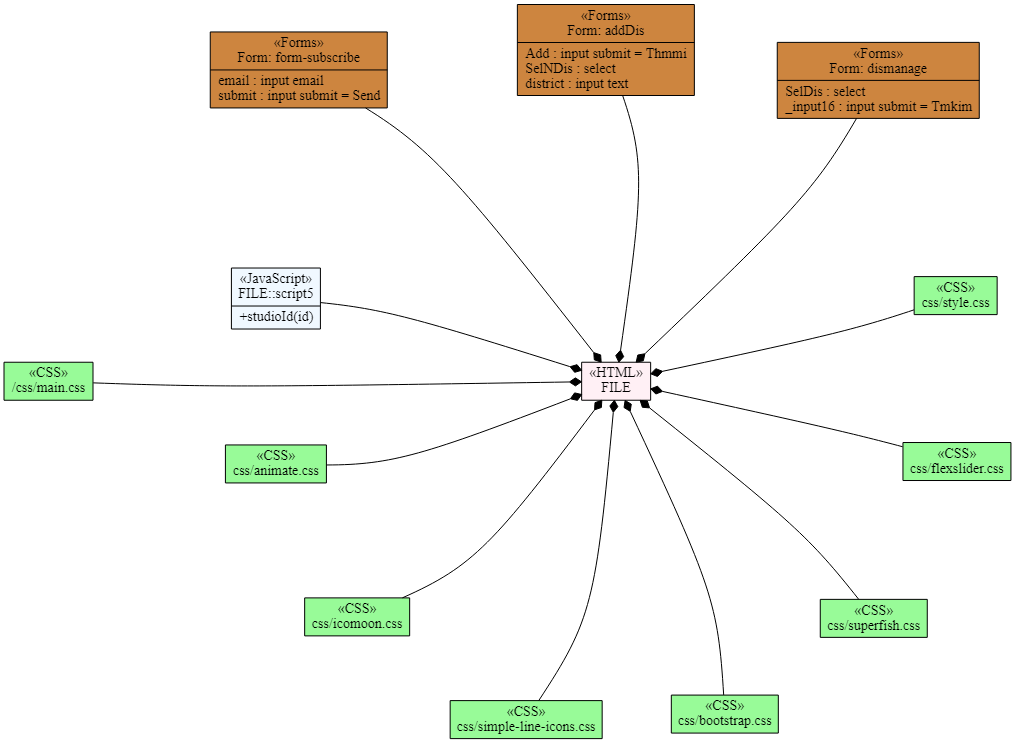 «Forms»
Form: addDis
Add : input submit = Thnmi
SelNDis : select
district : input text
«Forms»
Form: form-subscribe
email : input email
submit : input submit = Send
«Forms»
Form: dismanage
SelDis : select
_input16 : input submit = Tmkim
«JavaScript»
FILE::script5
+studioId(id)
«CSS»
css/style.css
«CSS»
/css/main.css
«HTML»
FILE
«CSS»
css/animate.css
«CSS»
css/flexslider.css
«CSS»
css/icomoon.css
«CSS»
css/superfish.css
«CSS»
css/simple-line-icons.css
«CSS»
css/bootstrap.css